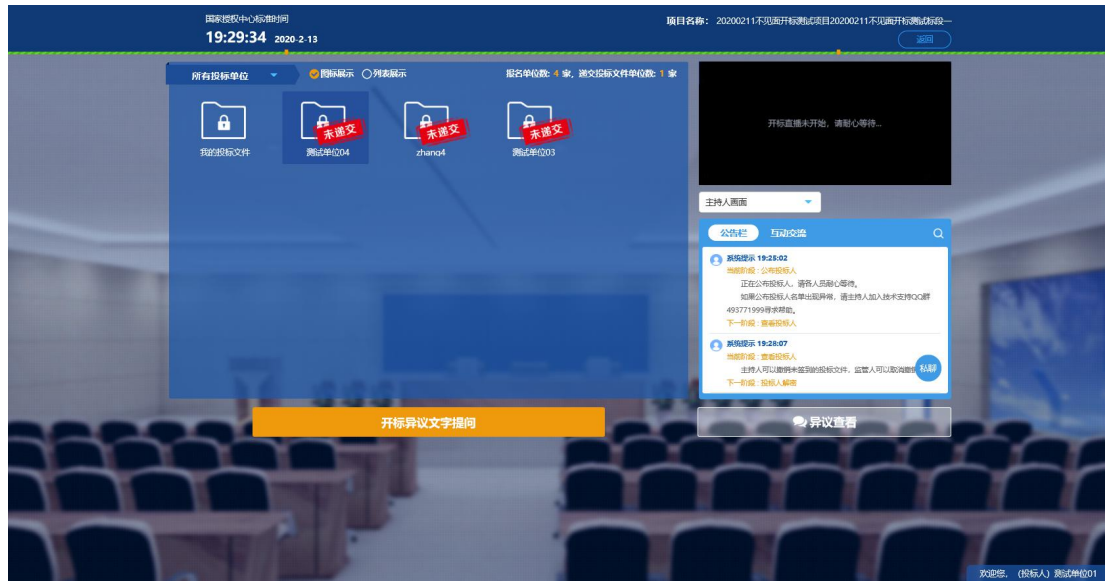 国家授权中心标准时间
19:29:34 2020-2-13
项目名称： 20200211不见面开标测试项目20200211不见面开标测试标段一
返回
所有投标单位
图标展示 列表展示
报名单位数: 4 家，递交投标文件单位数: 1 家
我的投标文件
未递交
测试单位04
未递交
zhang4
未递交
测试单位03
开标直播未开始，请耐心等待...
主持人画面
公告栏 互动交流
系统提示 19:25:02
当前阶段 : 公布投标人
正在公布投标人，请各人员耐心等待。
如果公布投标人名单出现异常，请主持人加入技术支持QQ群
493771999寻求帮助。
下一阶段 : 查看投标人
系统提示 19:28:07
当前阶段 : 查看投标人
主持人可以撤销未签到的投标文件，监管人可以取消撤销
下一阶段 : 投标人解密
私聊
开标异议文字提问
异议查看
欢迎您，(投标人) 测试单位01